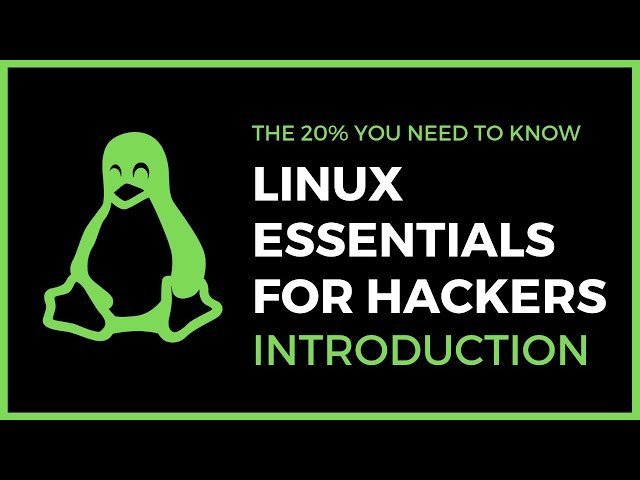 THE 20% YOU NEED TO KNOW
LINUX
ESSENTIALS
FOR HACKERS
INTRODUCTION